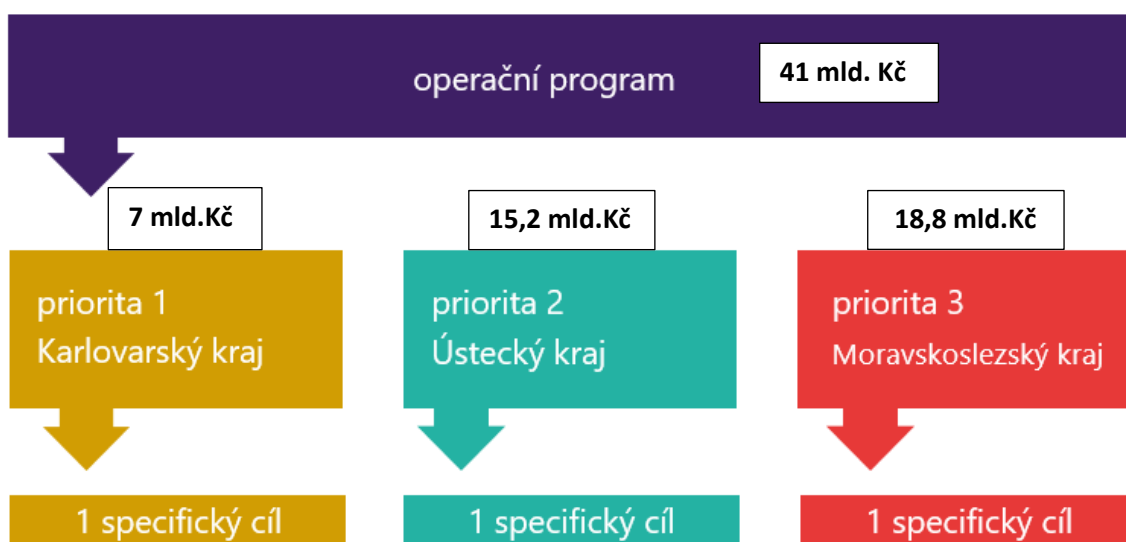 operační program
41 mld. Kč
7 mld.Kč
15,2 mld.Kč
18,8 mld.Kč
priorita 1
Karlovarský kraj
priorita 2
Ústecký kraj
priorita 3
Moravskoslezský kraj
1 specifický cíl
1 specifický cíl
1 specifický cíl